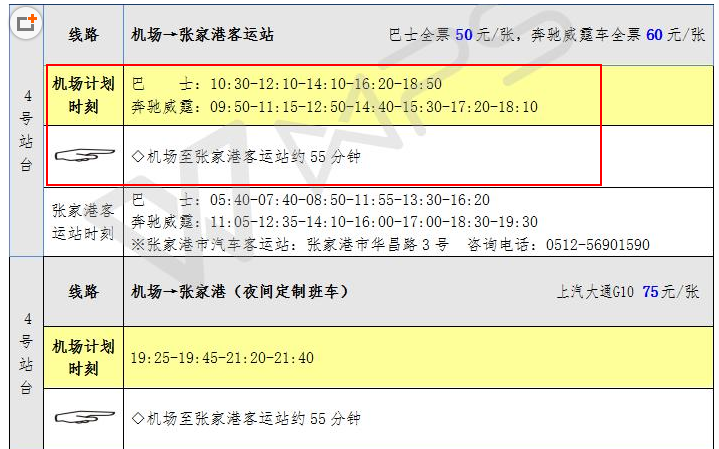 线路 机场→张家港客运站 巴士全票 50 元/张，奔驰威霆车全票 60 元/张
4号站台
机场计划时刻
巴 士：10:30-12:10-14:10-16:20-18:50
奔驰威霆：09:50-11:15-12:50-14:40-15:30-17:20-18:10
◇机场至张家港客运站约 55 分钟
张家港客运站时刻
巴 士：05:40-07:40-08:50-11:55-13:30-16:20
奔驰威霆：11:05-12:35-14:10-16:00-17:00-18:30-19:30
※张家港市汽车客运站：张家港市华昌路 3 号 咨询电话：0512-56901590
线路 机场→张家港（夜间定制班车） 上汽大通G10 75元/张
4号站台
机场计划时刻
19:25-19:45-21:20-21:40
◇机场至张家港客运站约 55 分钟
WPS